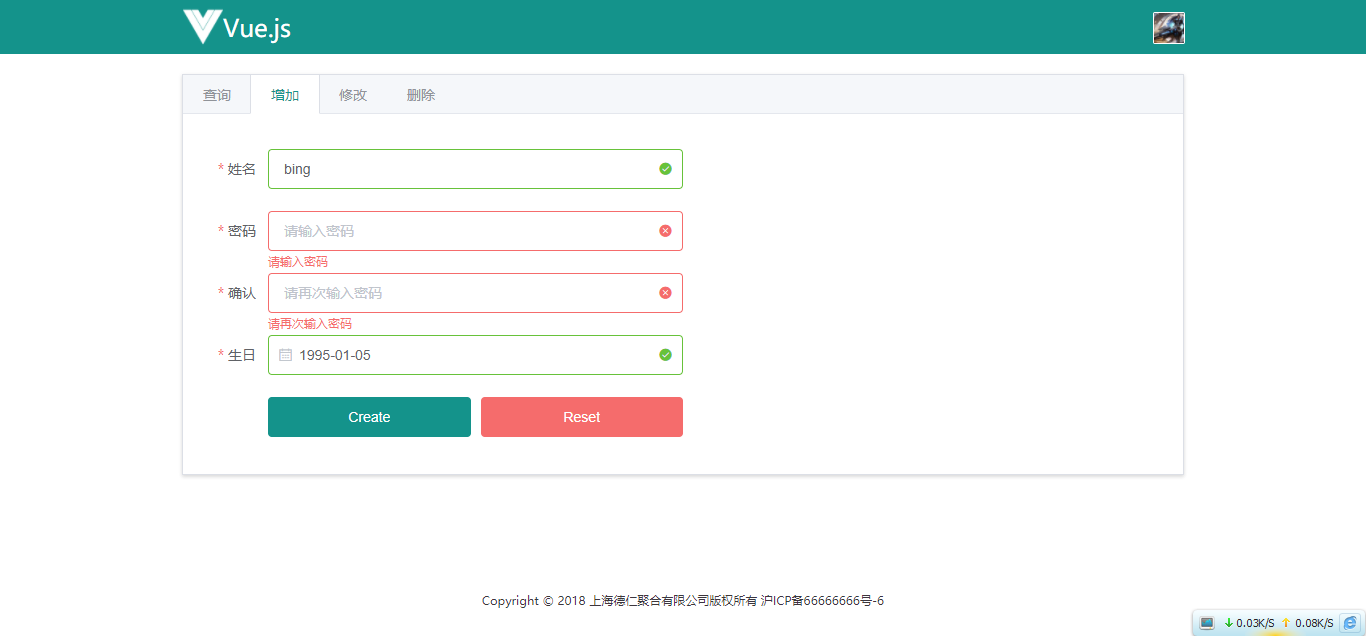 Vue.js
查询 增加 修改 删除
* 姓名 bing
* 密码 请输入密码
请输入密码
* 确认 请再次输入密码
请再次输入密码
* 生日 1995-01-05
Create Reset
Copyright © 2018 上海德仁聚合有限公司版权所有 沪ICP备66666666号-6
↓ 0.03K/S ↑ 0.08K/S